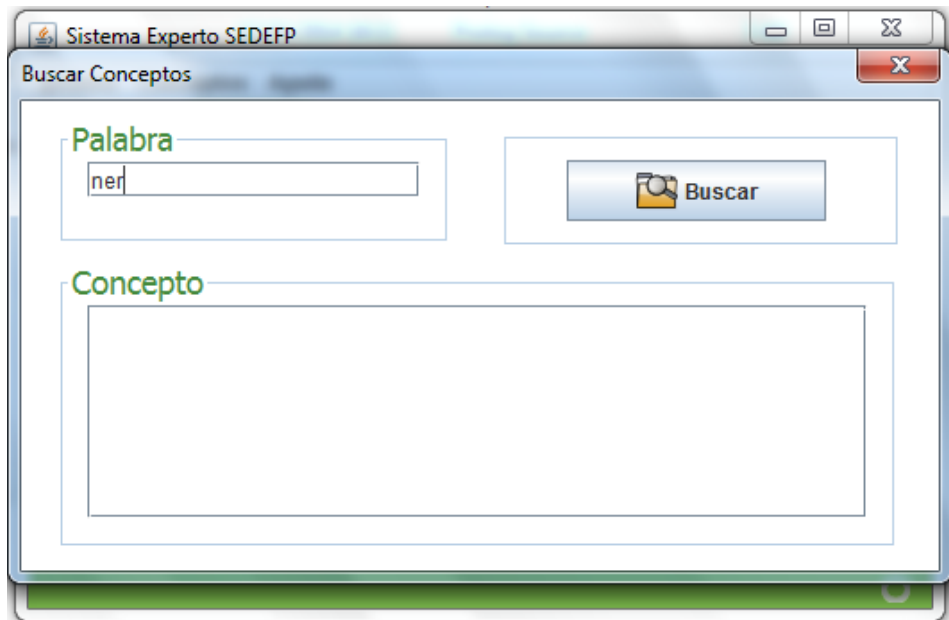 Sistema Experto SEDEFP
Buscar Conceptos
Palabra
ner
Buscar
Concepto